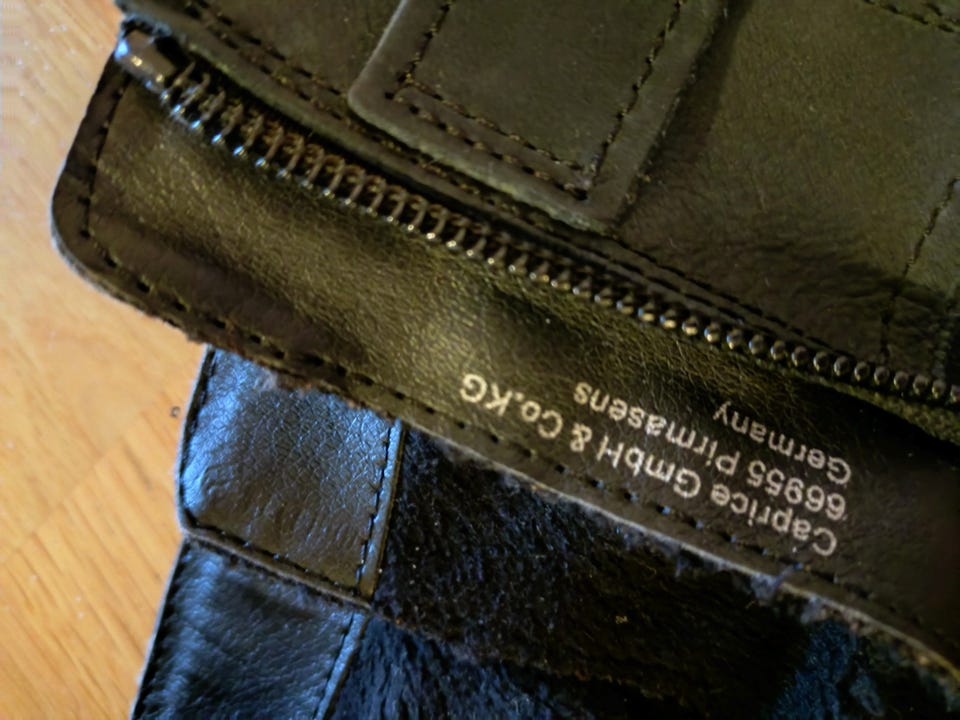 Caprice GmbH & Co.KG
66955 Pirmasens
Germany